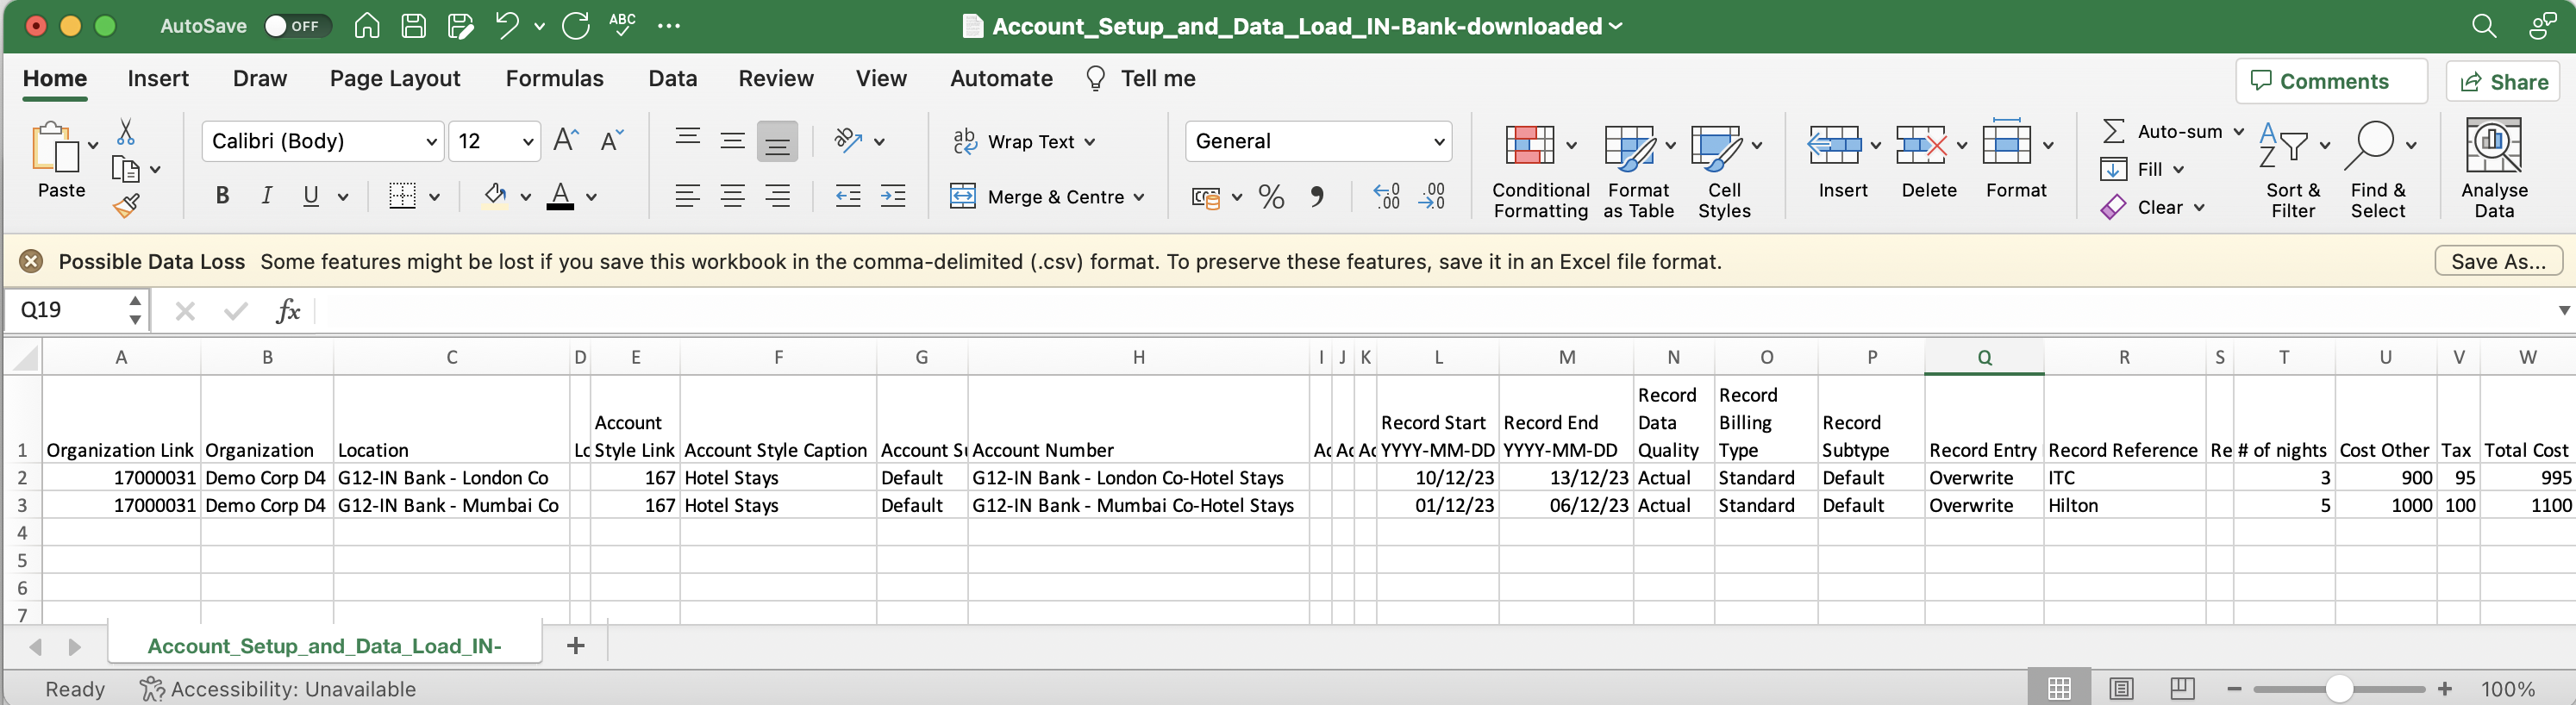 AutoSave OFF ABC Account_Setup_and_Data_Load_IN-Bank-downloaded
Home Insert Draw Page Layout Formulas Data Review View Automate Tell me Comments Share
Paste Calibri (Body) 12 Wrap Text General Auto-sum
B I U Merge & Centre Conditional Formatting Format as Table Cell Styles Insert Delete Format Fill Clear Sort & Filter Find & Select Analyse Data
Possible Data Loss Some features might be lost if you save this workbook in the comma-delimited (.csv) format. To preserve these features, save it in an Excel file format. Save As...
Q19 fx
A B C D E F G H I J K L M N O P Q R S T U V W
1 Organization Link Organization Location Lc Account Style Link Account Style Caption Account Su Account Number Ac Ac Ac Record Start YYYY-MM-DD Record End YYYY-MM-DD Record Data Quality Record Billing Type Record Subtype Record Entry Record Reference Re # of nights Cost Other Tax Total Cost
2 17000031 Demo Corp D4 G12-IN Bank - London Co 167 Hotel Stays Default G12-IN Bank - London Co-Hotel Stays 10/12/23 13/12/23 Actual Standard Default Overwrite ITC 3 900 95 995
3 17000031 Demo Corp D4 G12-IN Bank - Mumbai Co 167 Hotel Stays Default G12-IN Bank - Mumbai Co-Hotel Stays 01/12/23 06/12/23 Actual Standard Default Overwrite Hilton 5 1000 100 1100
4
5
6
7
Account_Setup_and_Data_Load_IN-
Ready Accessibility: Unavailable 100%